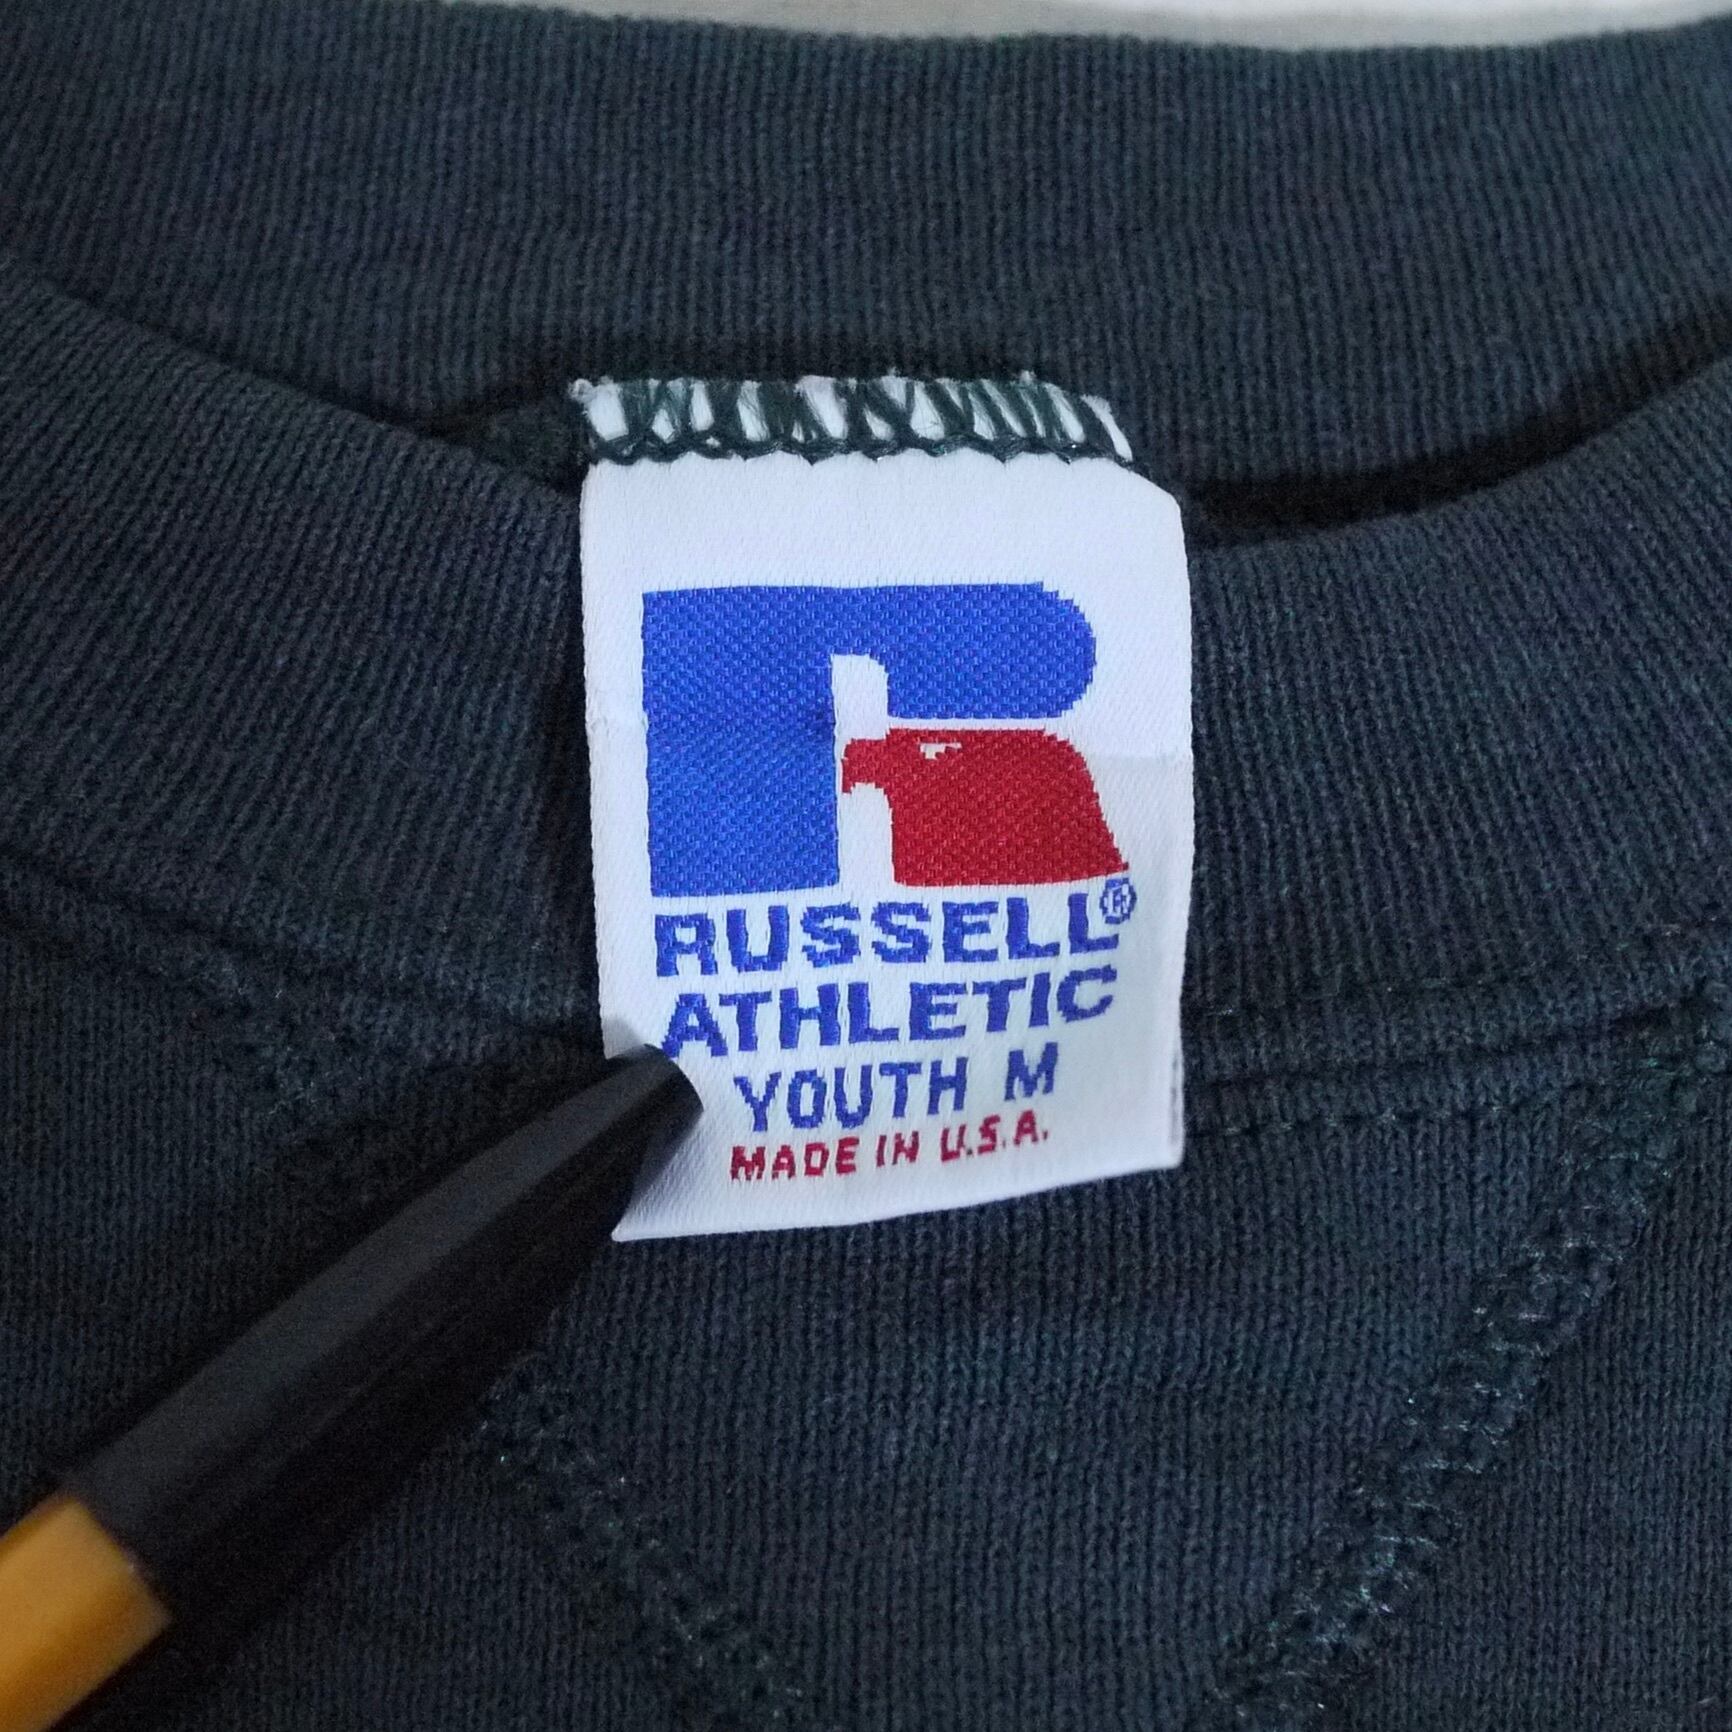 RUSSELL®
ATHLETIC
YOUTH M
MADE IN U.S.A.